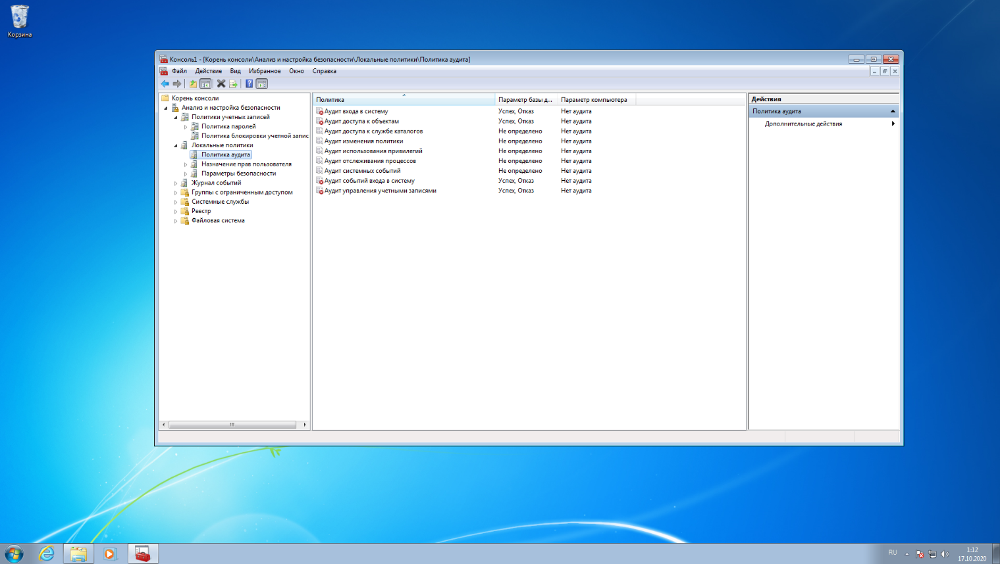 Корзина
Консоль1 - [Корень консоли\Анализ и настройка безопасности\Локальные политики\Политика аудита]
Файл Действие Вид Избранное Окно Справка
Корень консоли
Анализ и настройка безопасности
Политики учетных записей
Политика паролей
Политика блокировки учетной запис
Локальные политики
Политика аудита
Назначение прав пользователя
Параметры безопасности
Журнал событий
Группы с ограниченным доступом
Системные службы
Реестр
Файловая система
Политика Параметр базы д... Параметр компьютера
Аудит входа в систему Успех, Отказ Нет аудита
Аудит доступа к объектам Успех, Отказ Нет аудита
Аудит доступа к службе каталогов Не определено Нет аудита
Аудит изменения политики Не определено Нет аудита
Аудит использования привилегий Не определено Нет аудита
Аудит отслеживания процессов Не определено Нет аудита
Аудит системных событий Не определено Нет аудита
Аудит событий входа в систему Успех, Отказ Нет аудита
Аудит управления учетными записями Успех, Отказ Нет аудита
Действия
Политика аудита
Дополнительные действия
RU
1:12
17.10.2020